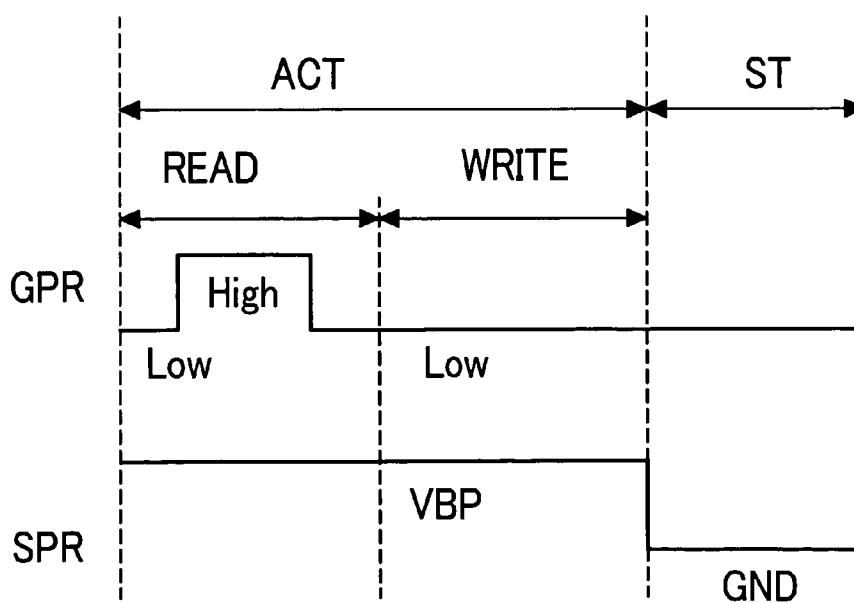 ACT ST
READ WRITE
GPR High
Low Low
VBP
SPR
GND